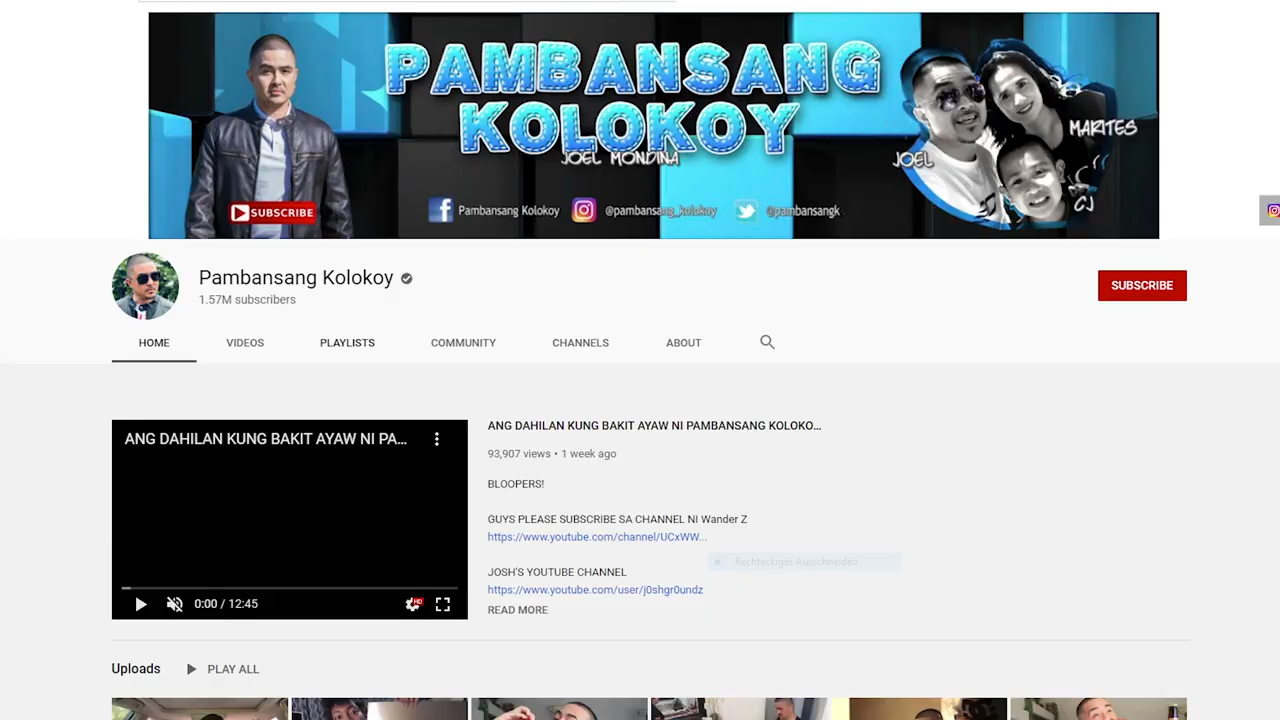 PAMBANSANG
KOLOKOY
JOEL MONDINA
JOEL
MARITES
CJ
SUBSCRIBE
Pambansang Kolokoy
@pambansang_kolokoy
@pambansangk
Pambansang Kolokoy
1.57M subscribers
SUBSCRIBE
HOME VIDEOS PLAYLISTS COMMUNITY CHANNELS ABOUT
ANG DAHILAN KUNG BAKIT AYAW NI PA...
0:00 / 12:45
HD
ANG DAHILAN KUNG BAKIT AYAW NI PAMBANSANG KOLOKO...
93,907 views • 1 week ago
BLOOPERS!
GUYS PLEASE SUBSCRIBE SA CHANNEL NI Wander Z
https://www.youtube.com/channel/UCxWW...
Rechteckiges Ausschneiden
JOSH'S YOUTUBE CHANNEL
https://www.youtube.com/user/j0shgr0undz
READ MORE
Uploads PLAY ALL